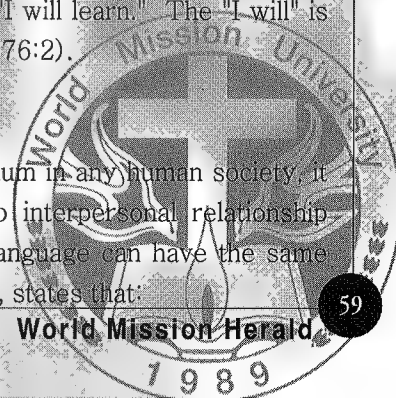 "I will learn." The "I will" is
76:2).
um in any human society, it
interpersonal relationship
anguage can have the same
, states that:
59
World Mission Herald
World Mission University
1989